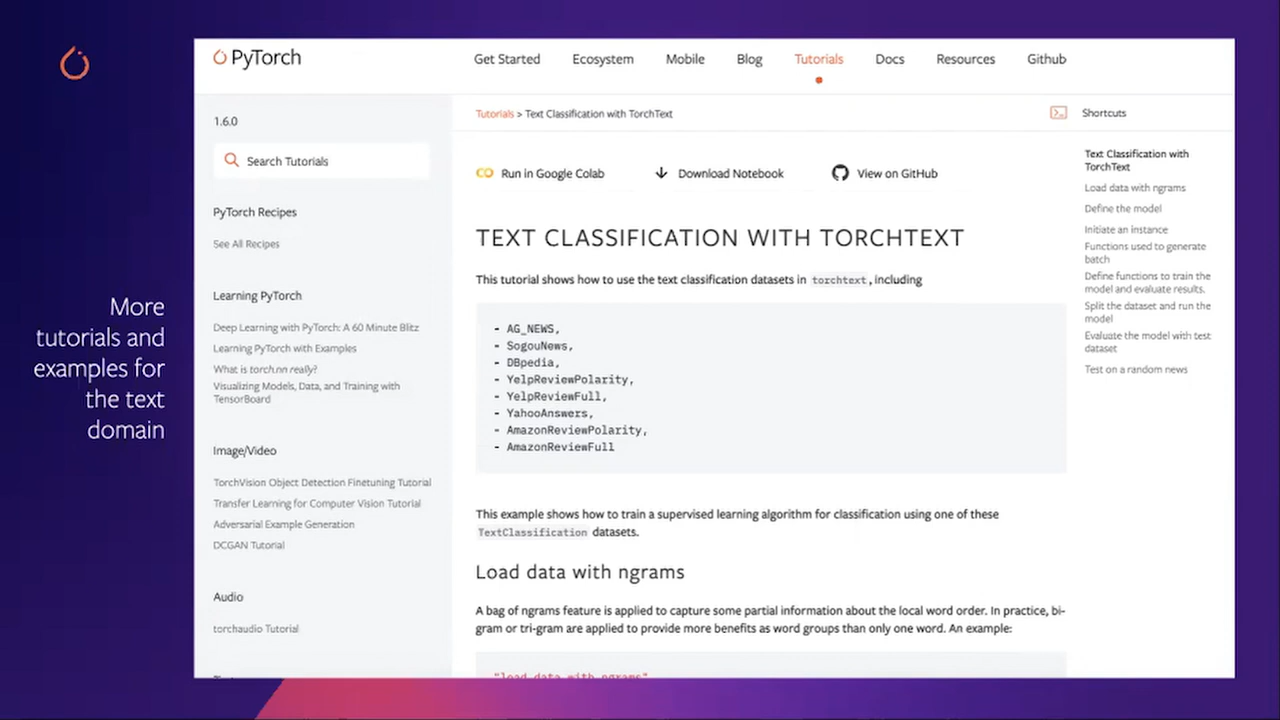 More
tutorials and
examples for
the text
domain
PyTorch
Get Started
Ecosystem
Mobile
Blog
Tutorials
Docs
Resources
Github
1.6.0
Search Tutorials
PyTorch Recipes
See All Recipes
Learning PyTorch
Deep Learning with PyTorch: A 60 Minute Blitz
Learning PyTorch with Examples
What is torch.nn really?
Visualizing Models, Data, and Training with
TensorBoard
Image/Video
TorchVision Object Detection Finetuning Tutorial
Transfer Learning for Computer Vision Tutorial
Adversarial Example Generation
DCGAN Tutorial
Audio
torchaudio Tutorial
Tutorials > Text Classification with TorchText
Shortcuts
Run in Google Colab
Download Notebook
View on GitHub
TEXT CLASSIFICATION WITH TORCHTEXT
This tutorial shows how to use the text classification datasets in torchtext, including
- AG_NEWS,
- SogouNews,
- DBpedia,
- YelpReviewPolarity,
- YelpReviewFull,
- YahooAnswers,
- AmazonReviewPolarity,
- AmazonReviewFull
This example shows how to train a supervised learning algorithm for classification using one of these
TextClassification datasets.
Load data with ngrams
A bag of ngrams feature is applied to capture some partial information about the local word order. In practice, bi-
gram or tri-gram are applied to provide more benefits as word groups than only one word. An example:
"load data with ngrams"
Text Classification with
TorchText
Load data with ngrams
Define the model
Initiate an instance
Functions used to generate
batch
Define functions to train the
model and evaluate results.
Split the dataset and run the
model
Evaluate the model with test
dataset
Test on a random news